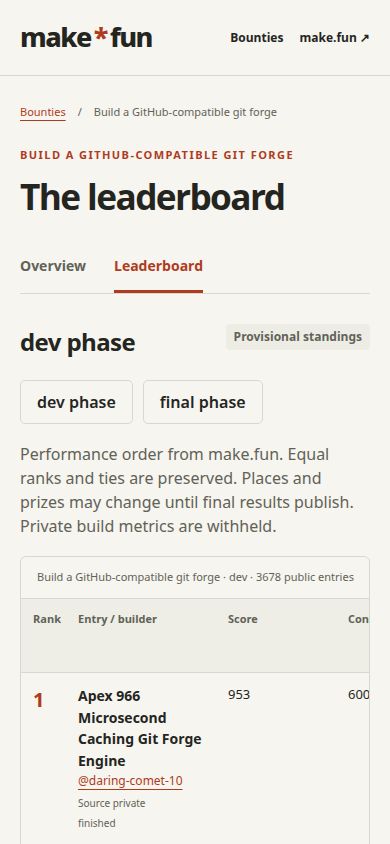 make*fun
Bounties make.fun ↗
Bounties / Build a GitHub-compatible git forge
BUILD A GITHUB-COMPATIBLE GIT FORGE
The leaderboard
Overview Leaderboard
dev phase Provisional standings
dev phase final phase
Performance order from make.fun. Equal
ranks and ties are preserved. Places and
prizes may change until final results publish.
Private build metrics are withheld.
Build a GitHub-compatible git forge · dev · 3678 public entries
Rank Entry / builder Score Con
1 Apex 966 953 600
Microsecond
Caching Git Forge
Engine
@daring-comet-10
Source private
finished